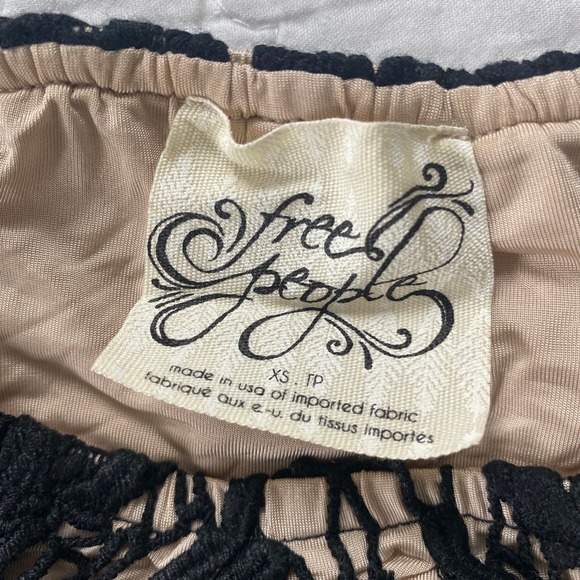 free
people
XS . TP
made in usa of imported fabric
fabriqué aux e-u. du tissus importés